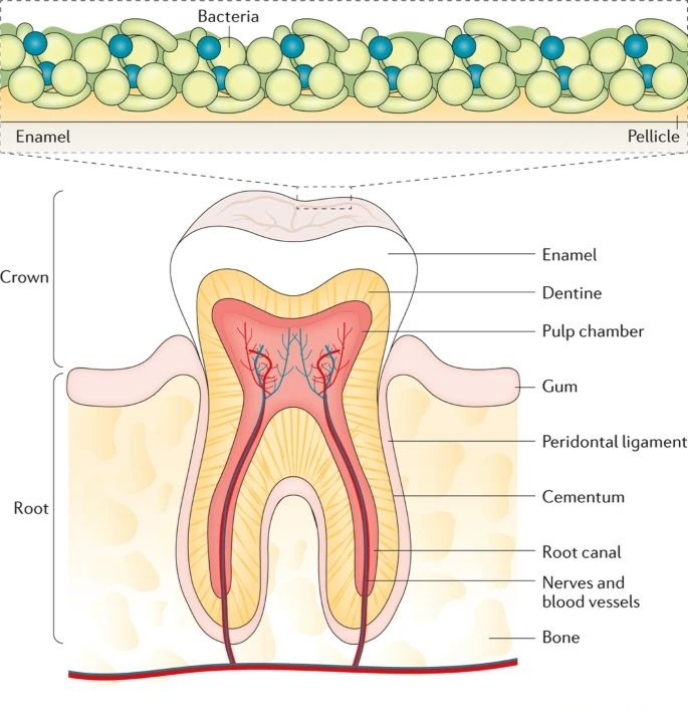 Bacteria
Enamel
Pellicle
Crown
Enamel
Dentine
Pulp chamber
Gum
Peridontal ligament
Root
Cementum
Root canal
Nerves and
blood vessels
Bone